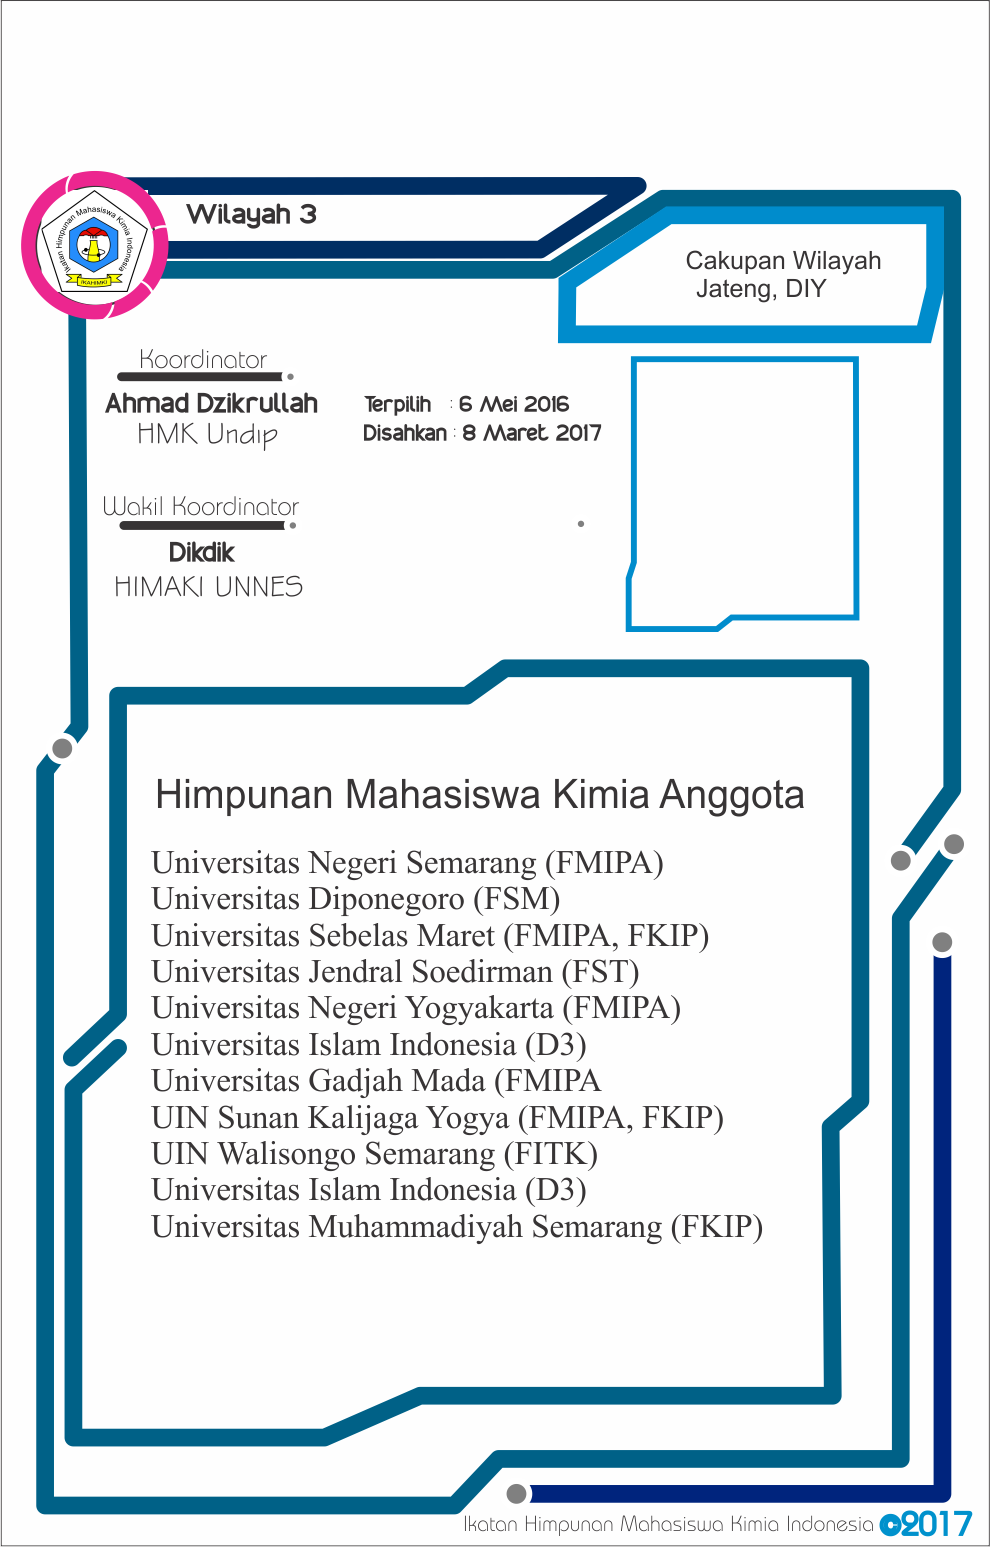 Ikatan Himpunan Mahasiswa Kimia Indonesia
IKAHIMKI
Wilayah 3
Cakupan Wilayah
Jateng, DIY
Koordinator
Ahmad Dzikrullah
HMK Undip
Terpilih : 6 Mei 2016
Disahkan : 8 Maret 2017
Wakil Koordinator
Dikdik
HIMAKI UNNES
Himpunan Mahasiswa Kimia Anggota
Universitas Negeri Semarang (FMIPA)
Universitas Diponegoro (FSM)
Universitas Sebelas Maret (FMIPA, FKIP)
Universitas Jendral Soedirman (FST)
Universitas Negeri Yogyakarta (FMIPA)
Universitas Islam Indonesia (D3)
Universitas Gadjah Mada (FMIPA
UIN Sunan Kalijaga Yogya (FMIPA, FKIP)
UIN Walisongo Semarang (FITK)
Universitas Islam Indonesia (D3)
Universitas Muhammadiyah Semarang (FKIP)
Ikatan Himpunan Mahasiswa Kimia Indonesia ©2017